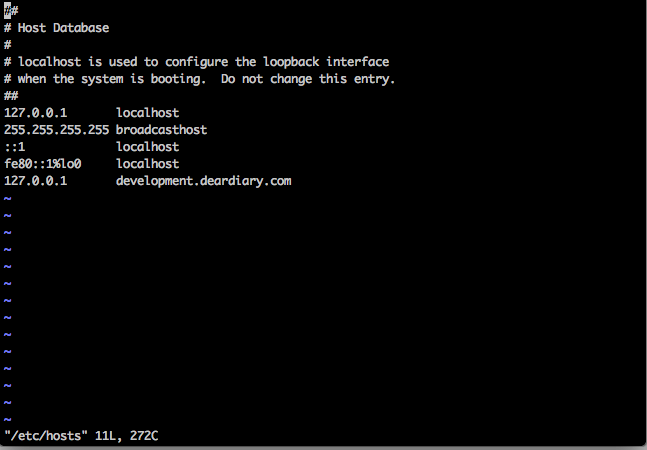 ##
# Host Database
#
# localhost is used to configure the loopback interface
# when the system is booting.  Do not change this entry.
##
127.0.0.1       localhost
255.255.255.255 broadcasthost
::1             localhost
fe80::1%lo0     localhost
127.0.0.1       development.deardiary.com
~
~
~
~
~
~
~
~
~
~
~
~
~
~
"/etc/hosts" 11L, 272C